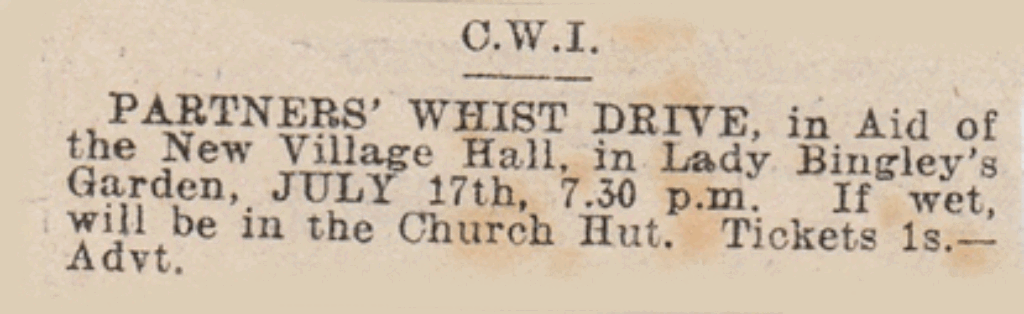 C.W.I.
PARTNERS' WHIST DRIVE, in Aid of
the New Village Hall, in Lady Bingley's
Garden, JULY 17th, 7.30 p.m. If wet,
will be in the Church Hut. Tickets 1s.—
Advt.